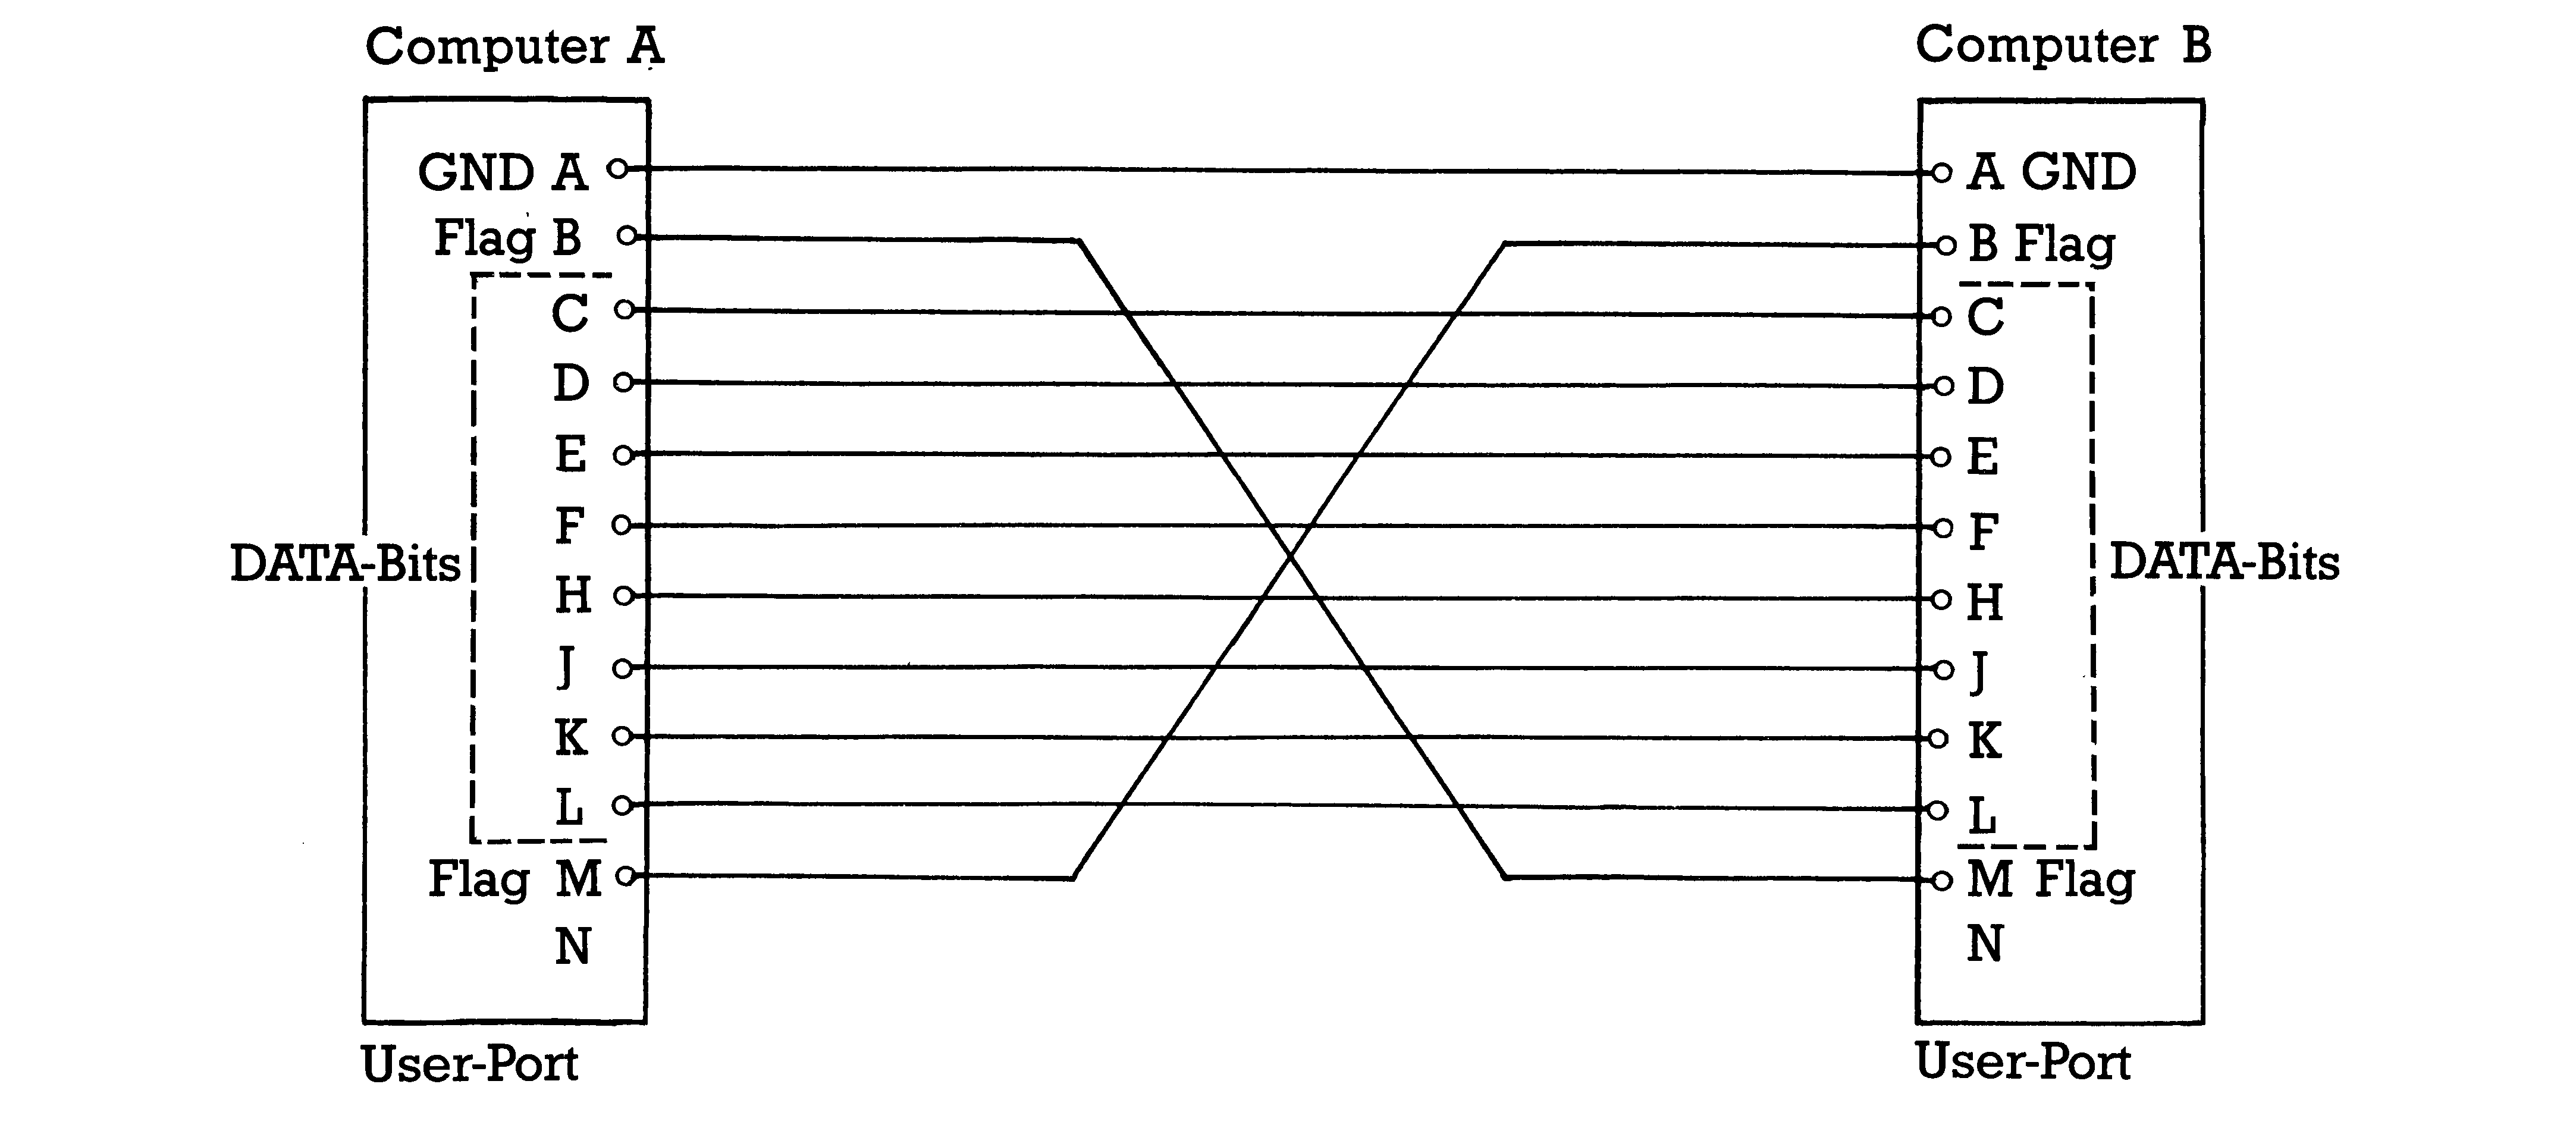 Computer A
Computer B
GND A
A GND
Flag B
B Flag
C
C
D
D
E
E
F
F
DATA-Bits
DATA-Bits
H
H
J
J
K
K
L
L
Flag M
M Flag
N
N
User-Port
User-Port